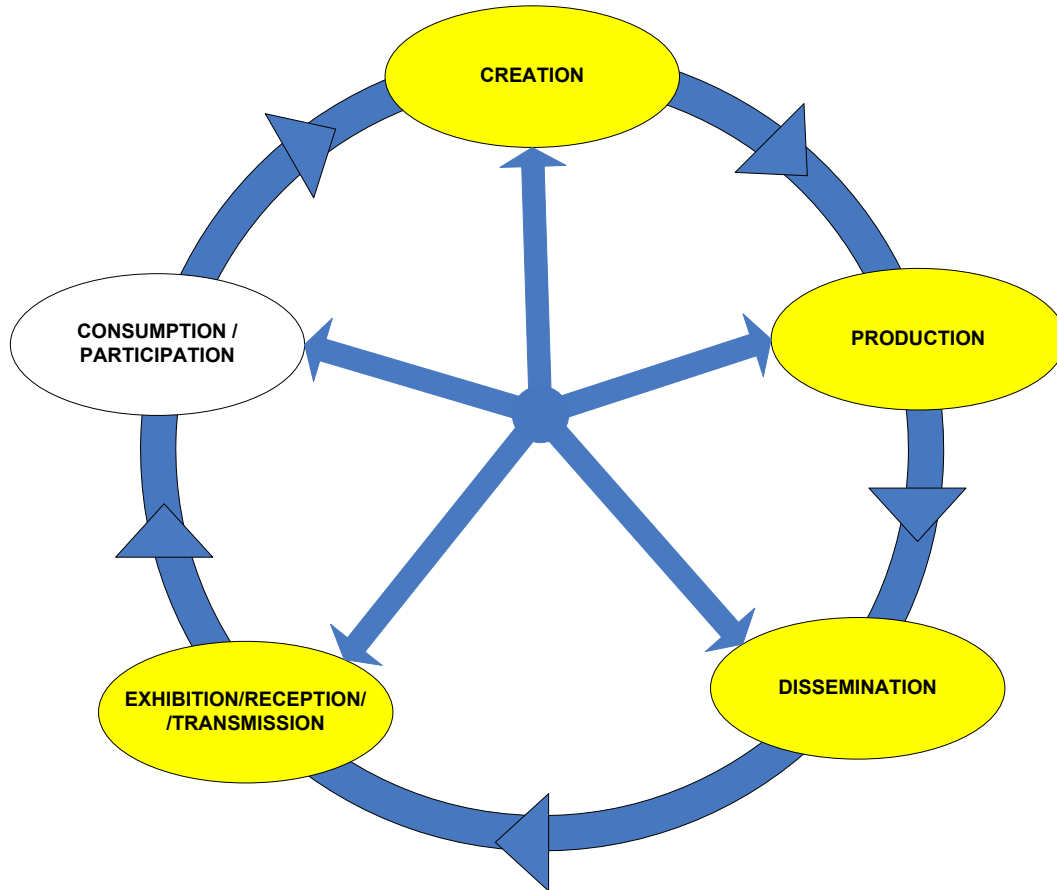 CREATION
PRODUCTION
DISSEMINATION
EXHIBITION/RECEPTION/
/TRANSMISSION
CONSUMPTION /
PARTICIPATION